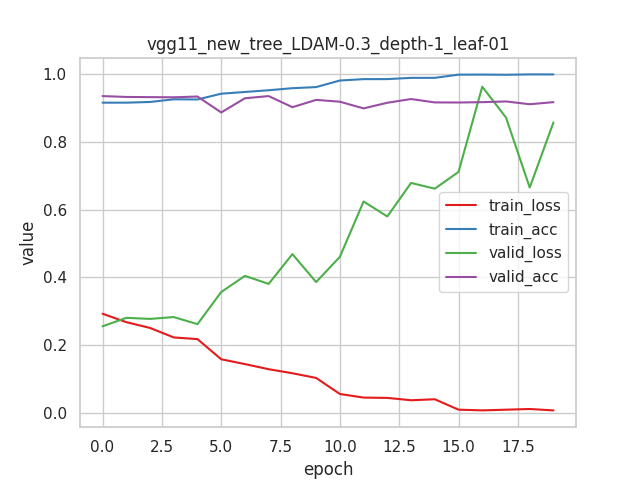 vgg11_new_tree_LDAM-0.3_depth-1_leaf-01
1.0
0.8
0.6
0.4
0.2
0.0
value
train_loss
train_acc
valid_loss
valid_acc
0.0 2.5 5.0 7.5 10.0 12.5 15.0 17.5
epoch